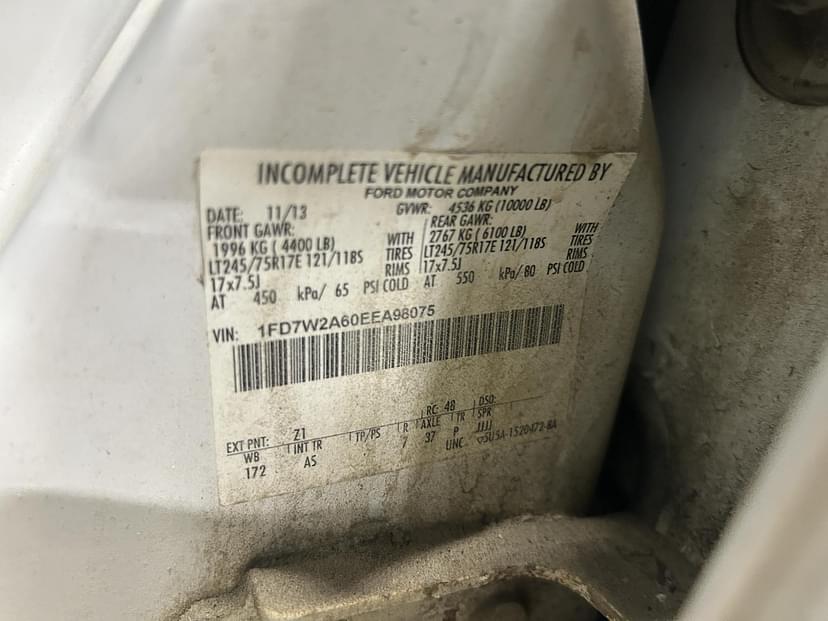 INCOMPLETE VEHICLE MANUFACTURED BY
FORD MOTOR COMPANY
DATE: 11/13 GVWR: 4536 KG (10000 LB)
FRONT GAWR: REAR GAWR:
1996 KG ( 4400 LB) WITH 2767 KG ( 6100 LB) WITH
LT245/75R17E 121/118S TIRES LT245/75R17E 121/118S TIRES
17x7.5J RIMS 17x7.5J RIMS
AT 450 kPa/ 65 PSI COLD AT 550 kPa/ 80 PSI COLD
VIN: 1FD7W2A60EEA98075
EXT PNT: Z1 RC: 48 DSO:
WB INT TR TP/PS R AXLE TR SPR
172 AS 7 37 P JJJJ
UNC 5U5A-1520472-BA